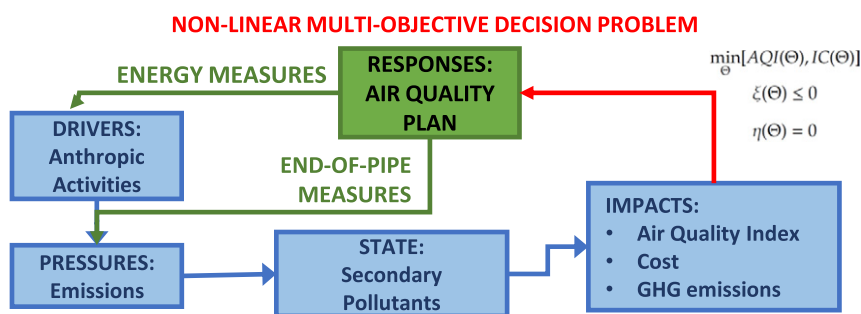 NON-LINEAR MULTI-OBJECTIVE DECISION PROBLEM
ENERGY MEASURES
RESPONSES:
AIR QUALITY
PLAN
min[AQI(Θ), IC(Θ)]
Θ
ξ(Θ) ≤ 0
η(Θ) = 0
DRIVERS:
Anthropic
Activities
END-OF-PIPE
MEASURES
PRESSURES:
Emissions
STATE:
Secondary
Pollutants
IMPACTS:
• Air Quality Index
• Cost
• GHG emissions